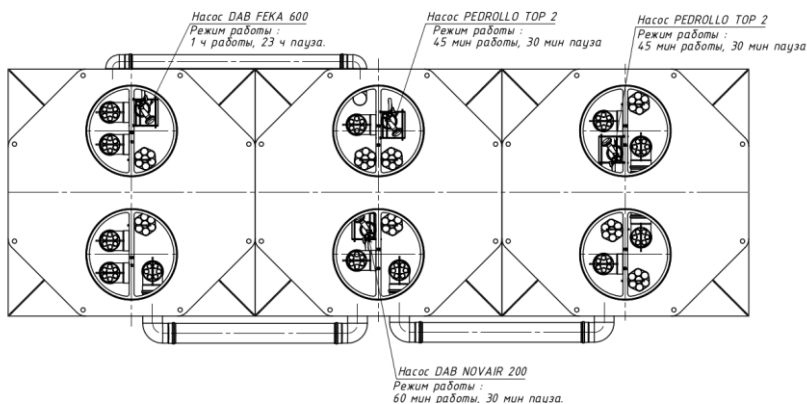 Насос DAB FEKA 600
Режим работы :
1 ч работы, 23 ч пауза.
Насос PEDROLLO TOP 2
Режим работы :
45 мин работы, 30 мин пауза
Насос PEDROLLO TOP 2
Режим работы :
45 мин работы, 30 мин пауза
Насос DAB NOVAIR 200
Режим работы :
60 мин работы, 30 мин пауза.